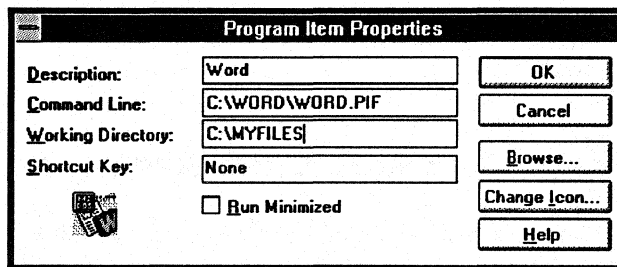 Program Item Properties
Description: Word
Command Line: C:\WORD\WORD.PIF
Working Directory: C:\MYFILES
Shortcut Key: None
Run Minimized
OK
Cancel
Browse...
Change Icon...
Help